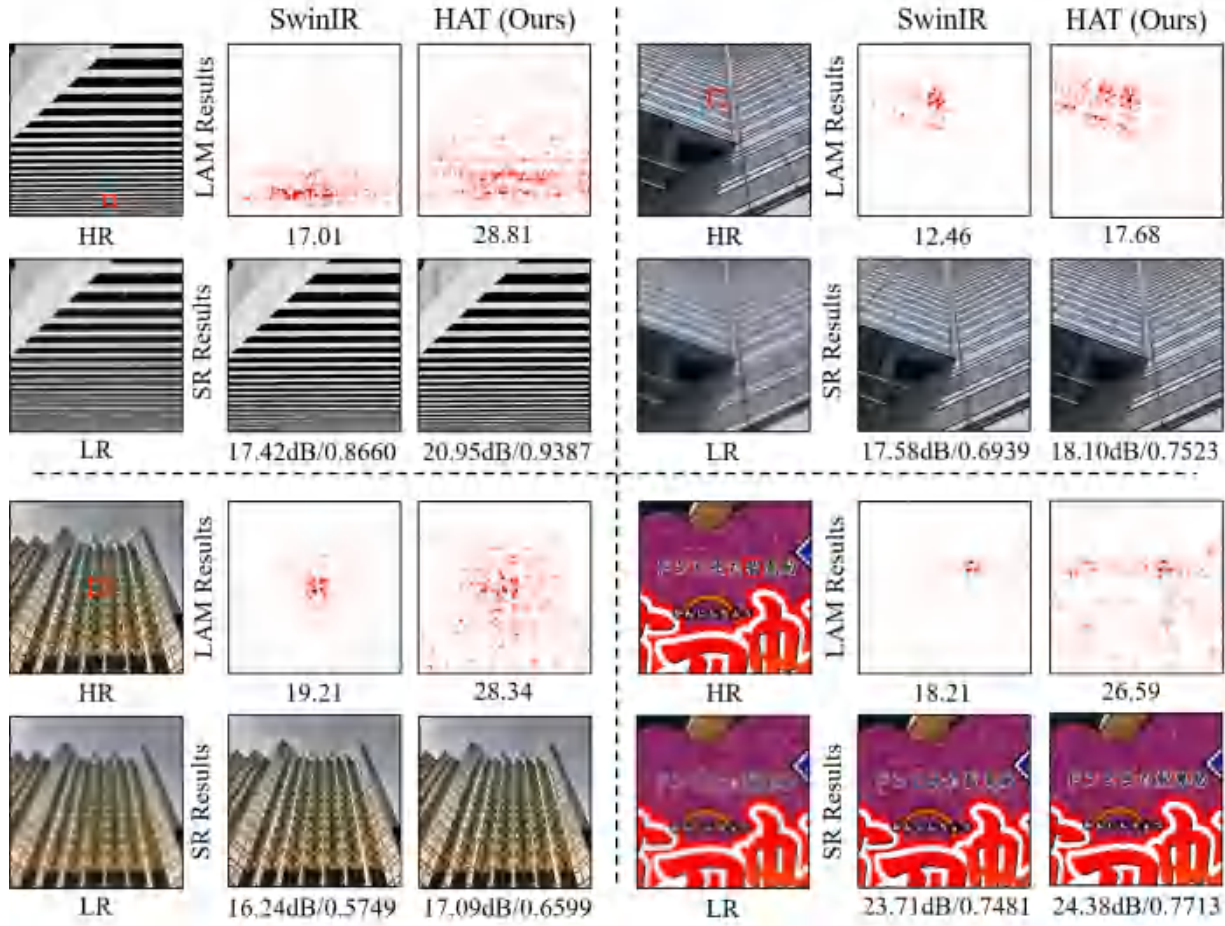 SwinIR HAT (Ours) SwinIR HAT (Ours)
LAM Results LAM Results
HR 17.01 28.81 HR 12.46 17.68
SR Results SR Results
LR 17.42dB/0.8660 20.95dB/0.9387 LR 17.58dB/0.6939 18.10dB/0.7523
LAM Results LAM Results
HR 19.21 28.34 HR 18.21 26.59
SR Results SR Results
LR 16.24dB/0.5749 17.09dB/0.6599 LR 23.71dB/0.7481 24.38dB/0.7713